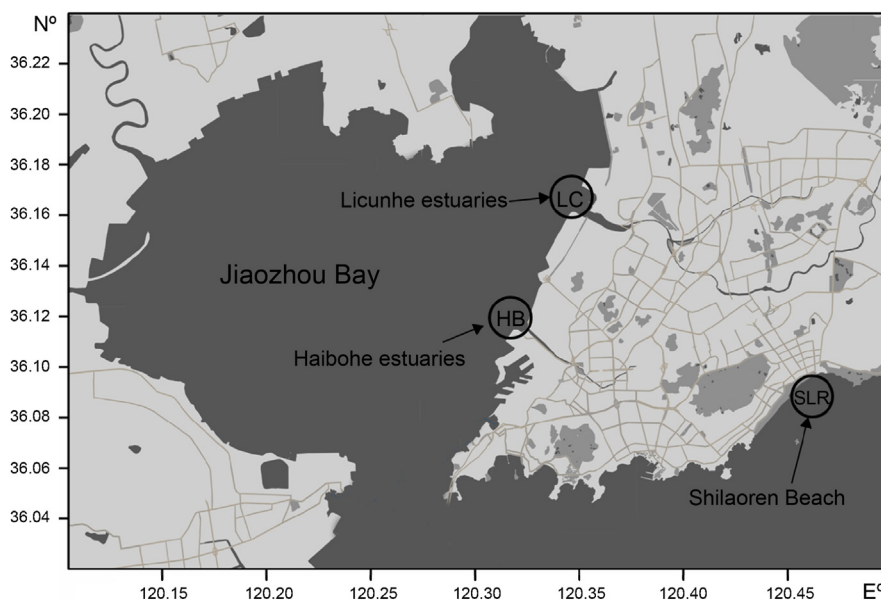 Nº
36.22
36.20
36.18
36.16
36.14
36.12
36.10
36.08
36.06
36.04
Licunhe estuaries
LC
Jiaozhou Bay
HB
Haibohe estuaries
SLR
Shilaoren Beach
120.15 120.20 120.25 120.30 120.35 120.40 120.45 Eº